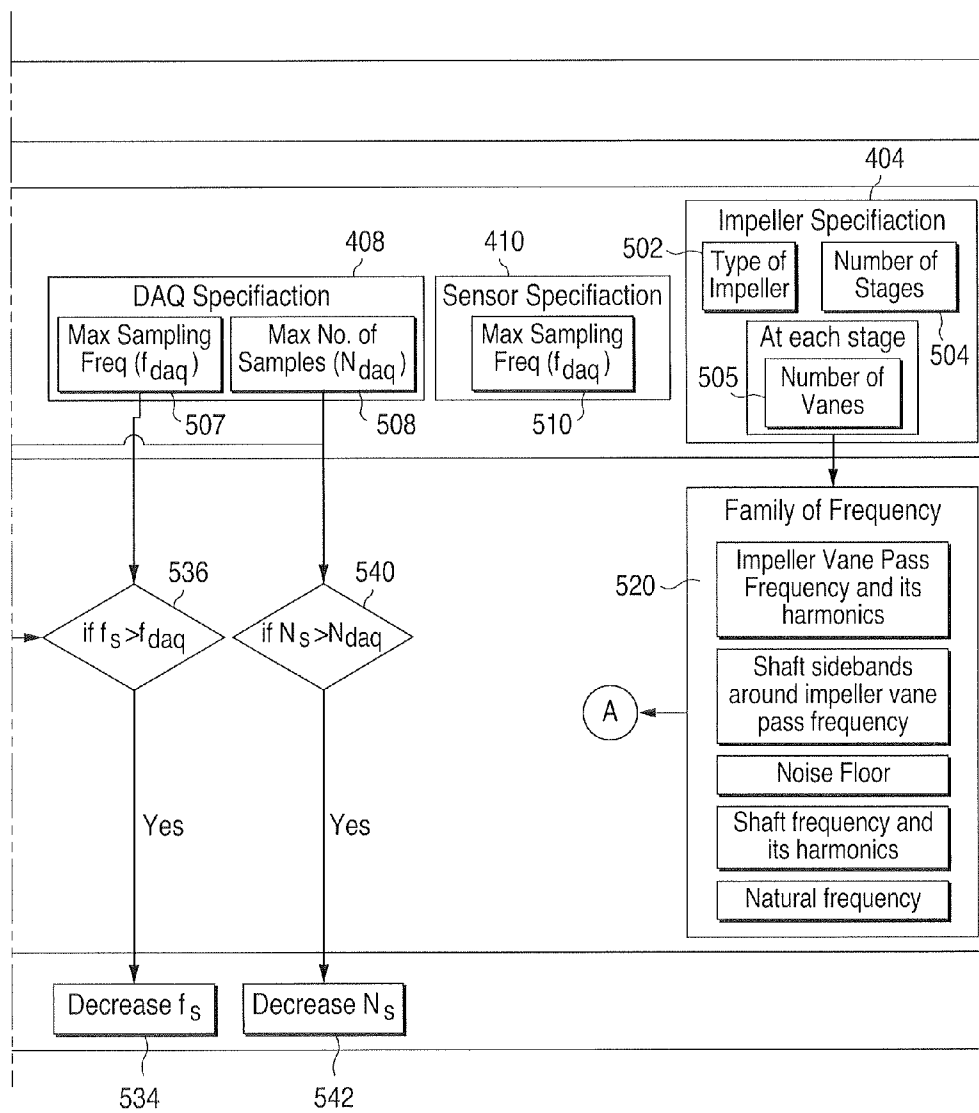 404
Impeller Specifiaction
502
Type of
Impeller
Number of
Stages
504
At each stage
505
Number of
Vanes
408
DAQ Specifiaction
Max Sampling
Freq (fdaq)
507
Max No. of
Samples (Ndaq)
508
410
Sensor Specifiaction
Max Sampling
Freq (fdaq)
510
536
if fs>fdaq
540
if Ns>Ndaq
Family of Frequency
520
Impeller Vane Pass
Frequency and its
harmonics
Shaft sidebands
around impeller vane
pass frequency
A
Noise Floor
Shaft frequency and
its harmonics
Natural frequency
Yes
Yes
Decrease fs
Decrease Ns
534
542